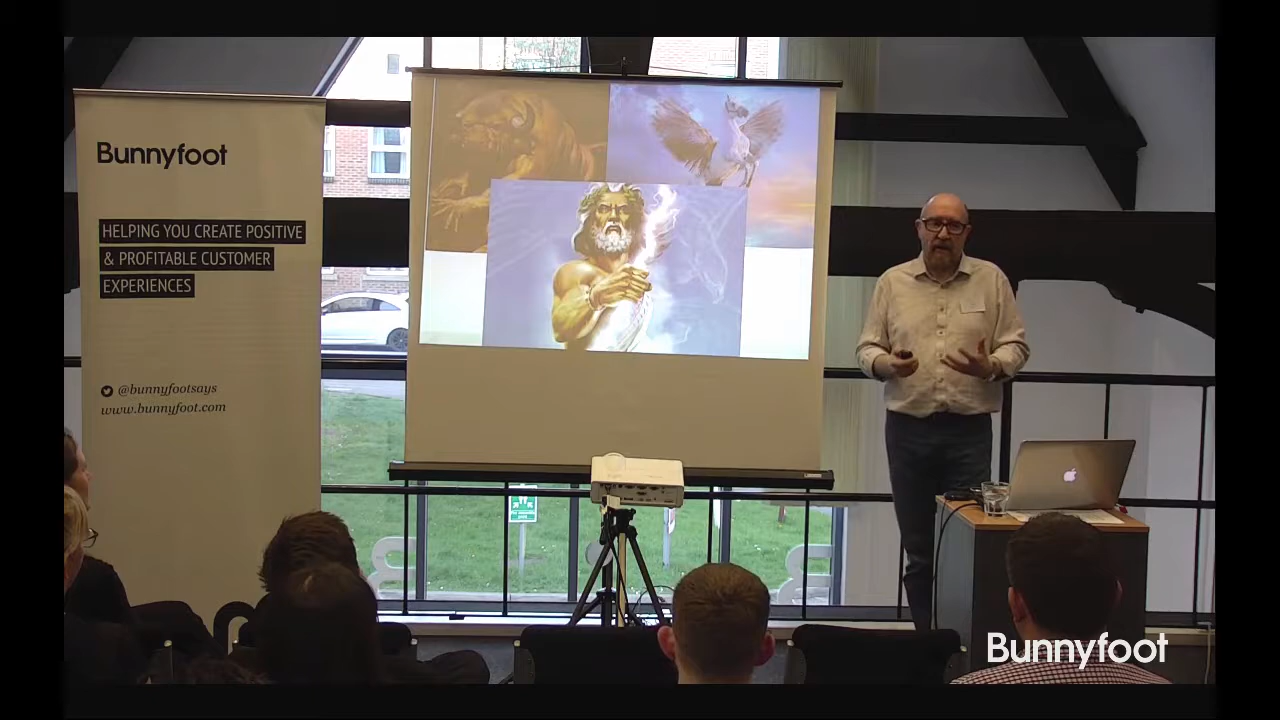 Bunnyfoot
HELPING YOU CREATE POSITIVE
& PROFITABLE CUSTOMER
EXPERIENCES
@bunnyfootsays
www.bunnyfoot.com
Bunnyfoot